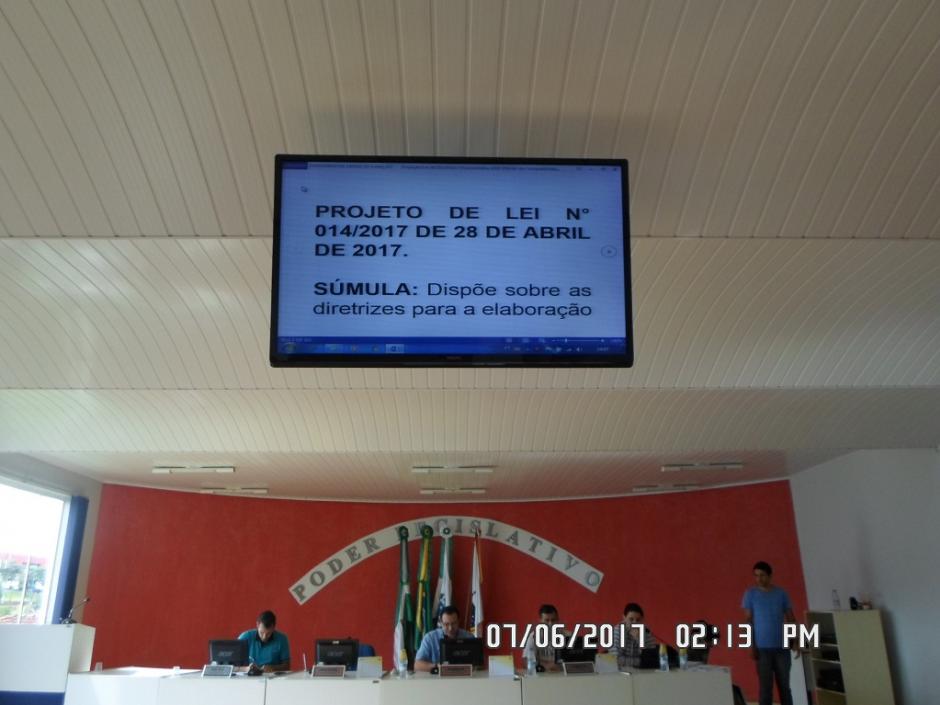 PROJETO DE LEI N°
014/2017 DE 28 DE ABRIL
DE 2017.
SÚMULA: Dispõe sobre as
diretrizes para a elaboração
PODER LEGISLATIVO
07/06/2017 02:13 PM